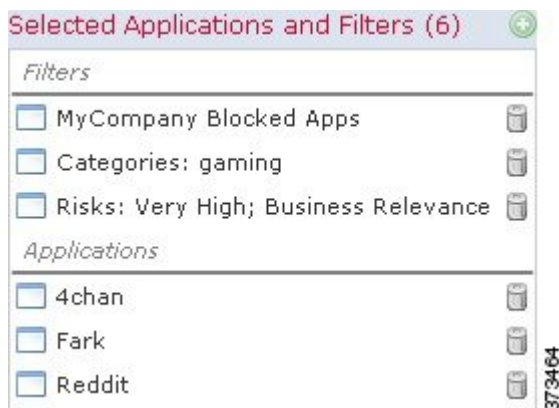 Selected Applications and Filters (6)
Filters
MyCompany Blocked Apps
Categories: gaming
Risks: Very High; Business Relevance
Applications
4chan
Fark
Reddit
373464